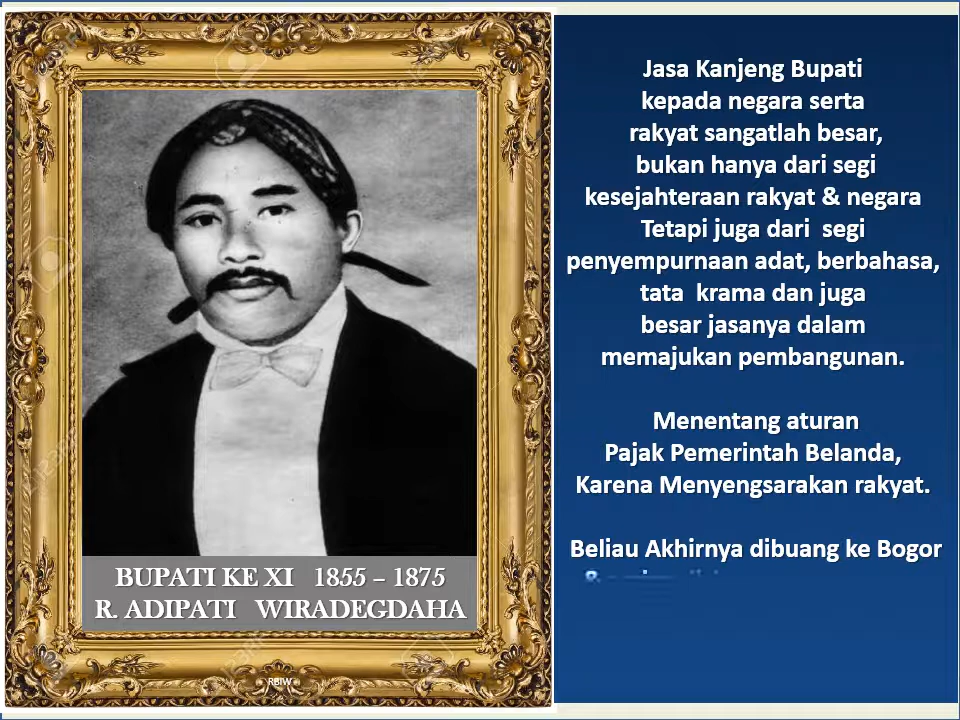 Jasa Kanjeng Bupati
kepada negara serta
rakyat sangatlah besar,
bukan hanya dari segi
kesejahteraan rakyat & negara
Tetapi juga dari  segi
penyempurnaan adat, berbahasa,
tata  krama dan juga
besar jasanya dalam
memajukan pembangunan.
Menentang aturan
Pajak Pemerintah Belanda,
Karena Menyengsarakan rakyat.
Beliau Akhirnya dibuang ke Bogor
BUPATI KE XI   1855 – 1875
R. ADIPATI   WIRADEGDAHA
RBIW